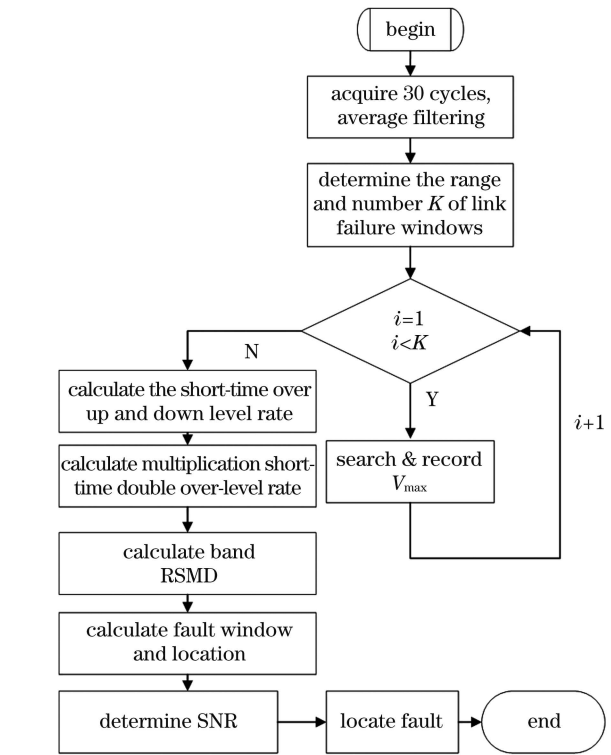 begin
acquire 30 cycles,
average filtering
determine the range
and number K of link
failure windows
i=1
i<K
N
Y
i+1
calculate the short-time over
up and down level rate
search & record
Vmax
calculate multiplication short-
time double over-level rate
calculate band
RSMD
calculate fault window
and location
determine SNR
locate fault
end